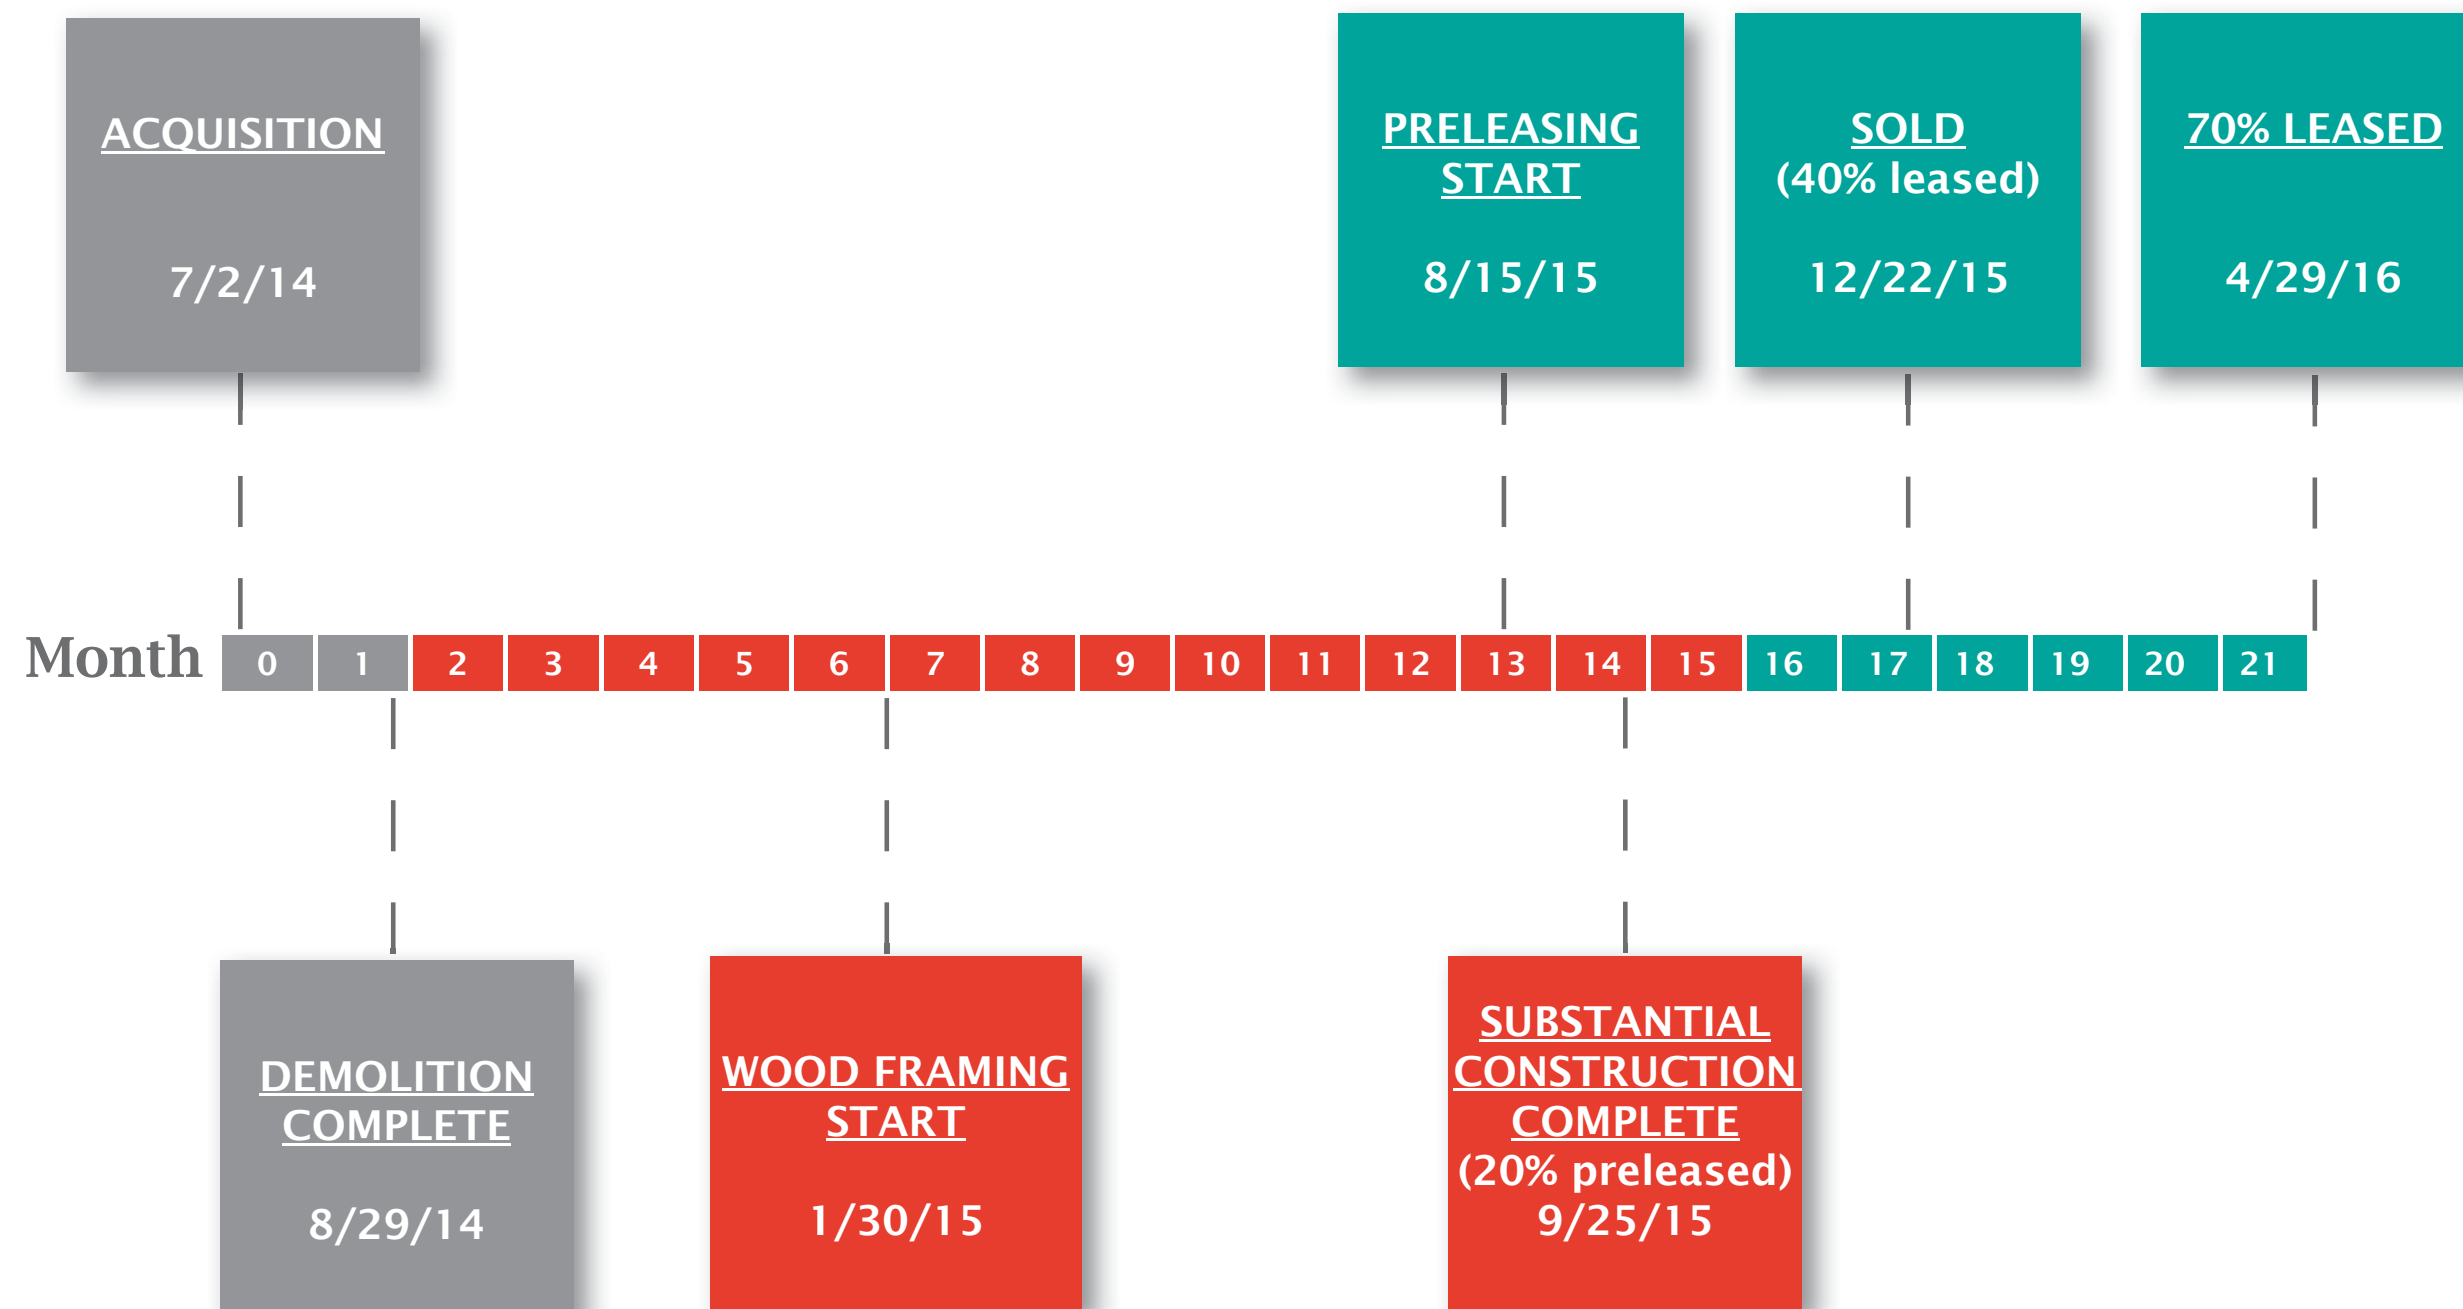 ACQUISITION
7/2/14
PRELEASING
START
8/15/15
SOLD
(40% leased)
12/22/15
70% LEASED
4/29/16
Month 0 1 2 3 4 5 6 7 8 9 10 11 12 13 14 15 16 17 18 19 20 21
DEMOLITION
COMPLETE
8/29/14
WOOD FRAMING
START
1/30/15
SUBSTANTIAL
CONSTRUCTION
COMPLETE
(20% preleased)
9/25/15